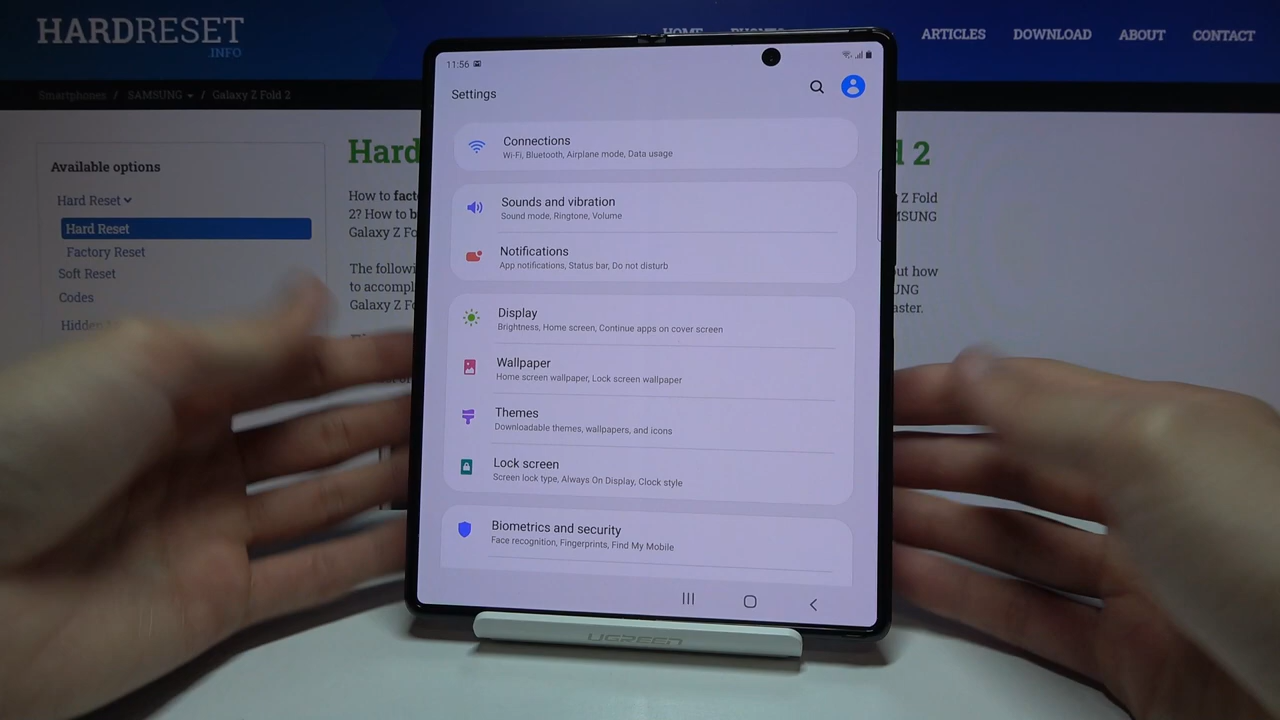 HARDRESET
.INFO
HOME
ARTICLES
DOWNLOAD
ABOUT
CONTACT
Smartphones / SAMSUNG / Galaxy Z Fold 2
Available options
Hard Reset
Hard Reset
Factory Reset
Soft Reset
Codes
Hard
d 2
How to fact
Z Fold
2? How to b
MSUNG
Galaxy Z Fo
The followi
out how
to accompl
UNG
Galaxy Z Fo
aster.
11:56
Settings
Connections
Wi-Fi, Bluetooth, Airplane mode, Data usage
Sounds and vibration
Sound mode, Ringtone, Volume
Notifications
App notifications, Status bar, Do not disturb
Display
Brightness, Home screen, Continue apps on cover screen
Wallpaper
Home screen wallpaper, Lock screen wallpaper
Themes
Downloadable themes, wallpapers, and icons
Lock screen
Screen lock type, Always On Display, Clock style
Biometrics and security
Face recognition, Fingerprints, Find My Mobile
UGREEN